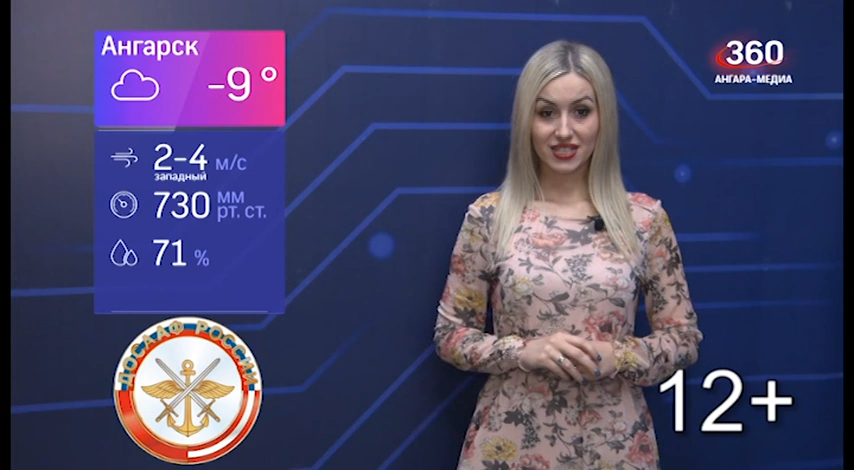 Ангарск
-9°
2-4 м/с
западный
730 мм рт. ст.
71 %
ДОСААФ РОССИИ
360
АНГАРА-МЕДИА
12+